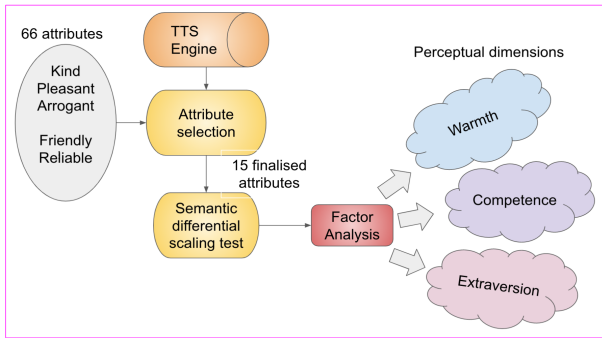 66 attributes
Kind
Pleasant
Arrogant
Friendly
Reliable
TTS
Engine
Attribute
selection
15 finalised
attributes
Semantic
differential
scaling test
Factor
Analysis
Perceptual dimensions
Warmth
Competence
Extraversion